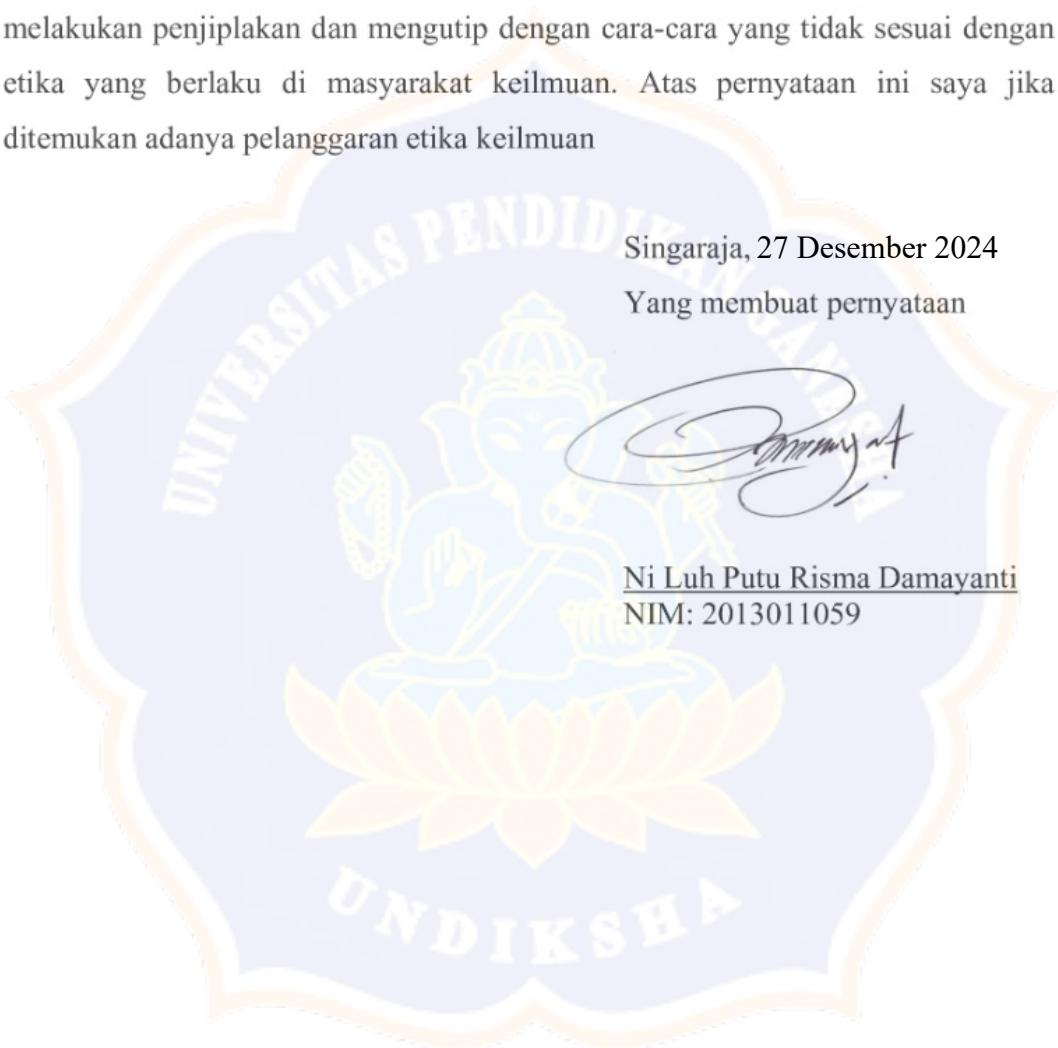 melakukan penjiplakan dan mengutip dengan cara-cara yang tidak sesuai dengan
etika yang berlaku di masyarakat keilmuan. Atas pernyataan ini saya jika
ditemukan adanya pelanggaran etika keilmuan
UNIVERSITAS PENDIDIKAN GANESHA
Singaraja, 27 Desember 2024
Yang membuat pernyataan
Ni Luh Putu Risma Damayanti
NIM: 2013011059
UNDIKSHA